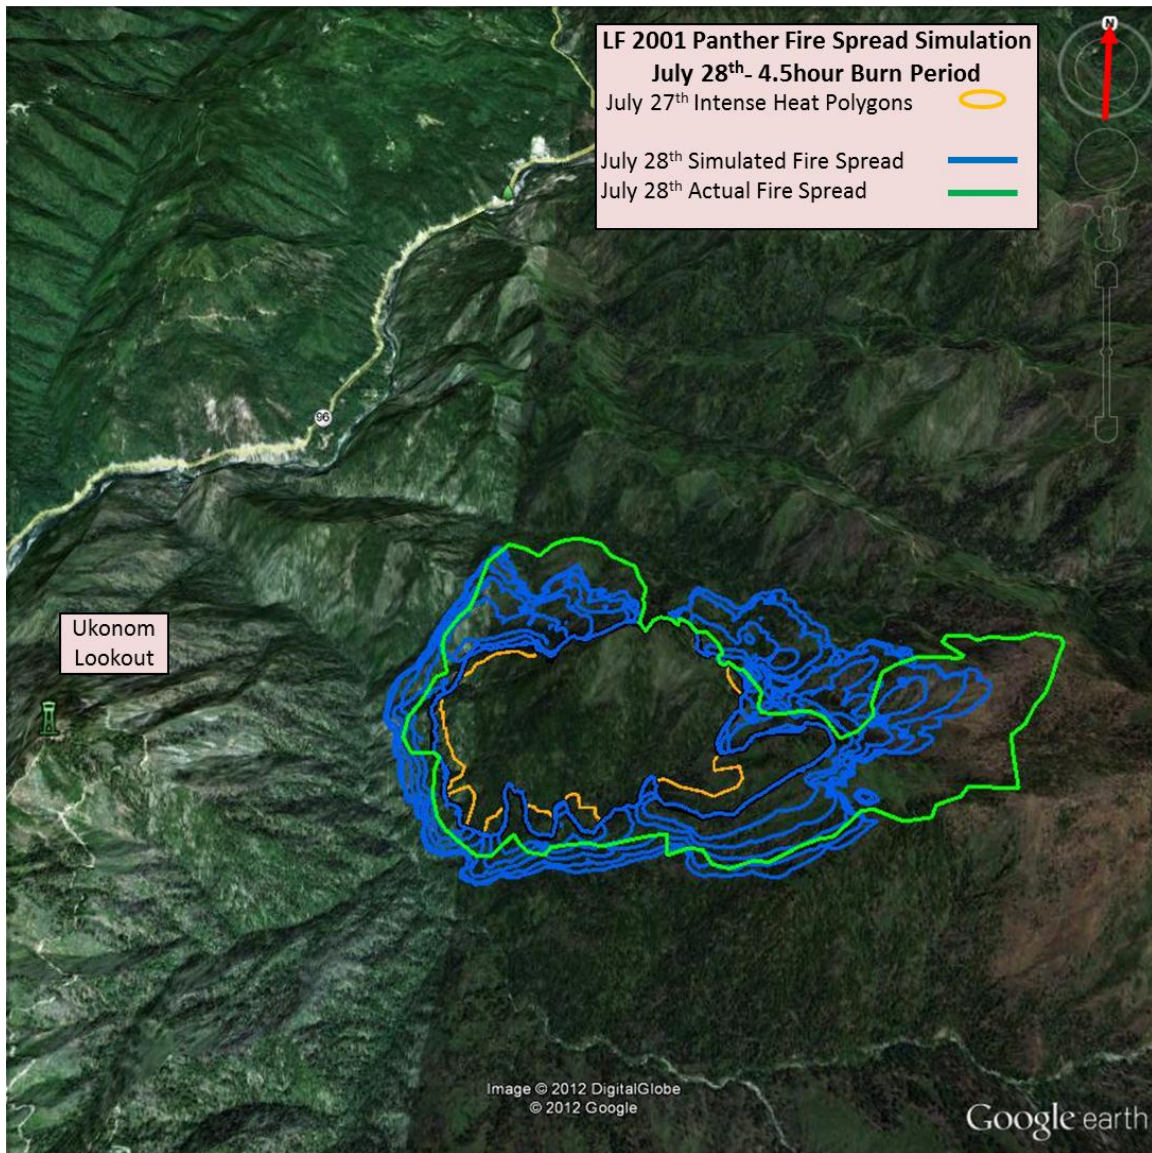 LF 2001 Panther Fire Spread Simulation
July 28th- 4.5hour Burn Period
July 27th Intense Heat Polygons
July 28th Simulated Fire Spread
July 28th Actual Fire Spread
N
96
Ukonom
Lookout
Image © 2012 DigitalGlobe
© 2012 Google
Google earth